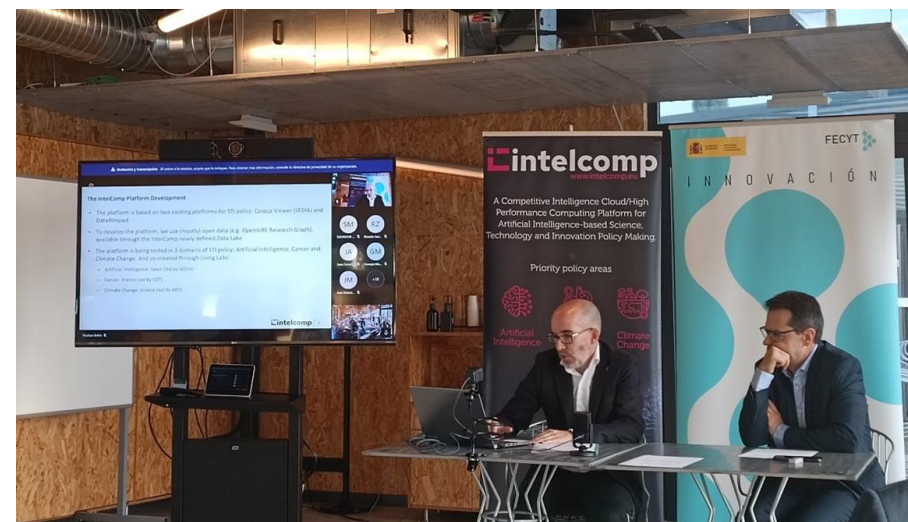 MOTOR
The IntelComp Platform Development
The platform is based on two existing platforms for STI policy: Corpus Viewer (SEDIA) and
Data4Impact
To develop the platform, we use (mostly) open data (e.g. OpenAIRE Research Graph),
available through the IntelComp newly defined Data Lake
The platform is being tested in 3 domains of STI policy: Artificial Intelligence, Cancer and
Climate Change. And co-created through Living Labs.
Artificial Intelligence: Spain (led by SEDIA)
Cancer: France (led by
Climate Change: Greece (led by
intelcomp
SM
RZ
JA
GM
JM
intelcomp
www.intelcomp.eu
A Competitive Intelligence Cloud/High
Performance Computing Platform for
Artificial Intelligence-based Science,
Technology and Innovation Policy Making.
Priority policy areas
Artificial
Intelligence
Climate
Change
FECYT
INNOVACIÓN